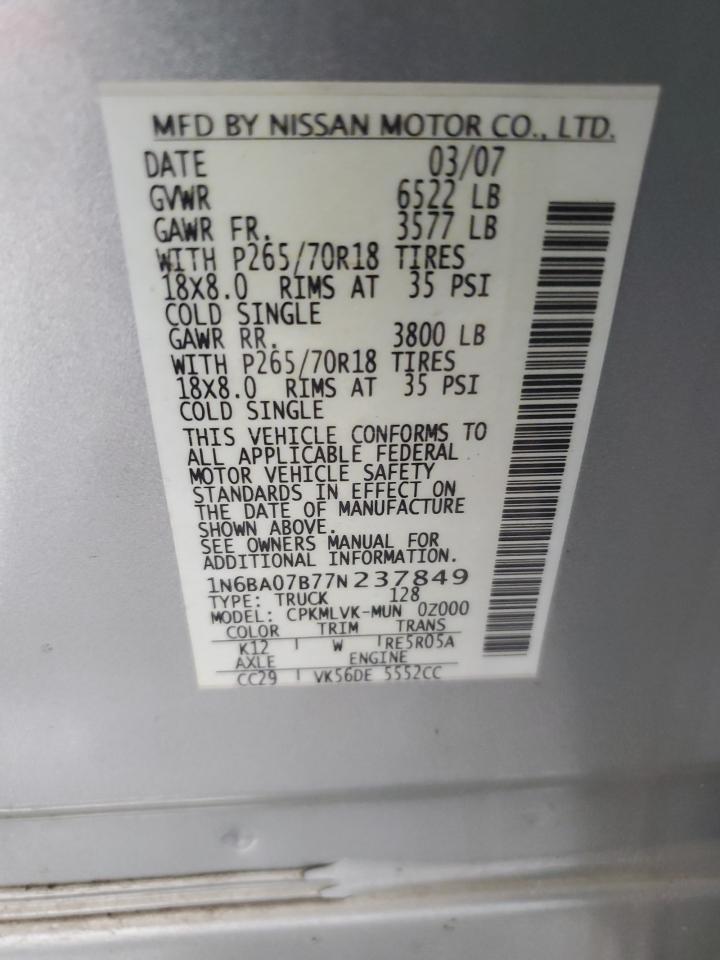 MFD BY NISSAN MOTOR CO., LTD.
DATE 03/07
GVWR 6522 LB
GAWR FR. 3577 LB
WITH P265/70R18 TIRES
18X8.0 RIMS AT 35 PSI
COLD SINGLE
GAWR RR. 3800 LB
WITH P265/70R18 TIRES
18X8.0 RIMS AT 35 PSI
COLD SINGLE
THIS VEHICLE CONFORMS TO
ALL APPLICABLE FEDERAL
MOTOR VEHICLE SAFETY
STANDARDS IN EFFECT ON
THE DATE OF MANUFACTURE
SHOWN ABOVE.
SEE OWNERS MANUAL FOR
ADDITIONAL INFORMATION.
1N6BA07B77N237849
TYPE: TRUCK 128
MODEL: CPKMLVK-MUN 0Z000
COLOR TRIM TRANS
K12 W RE5R05A
AXLE ENGINE
CC29 VK56DE 5552CC